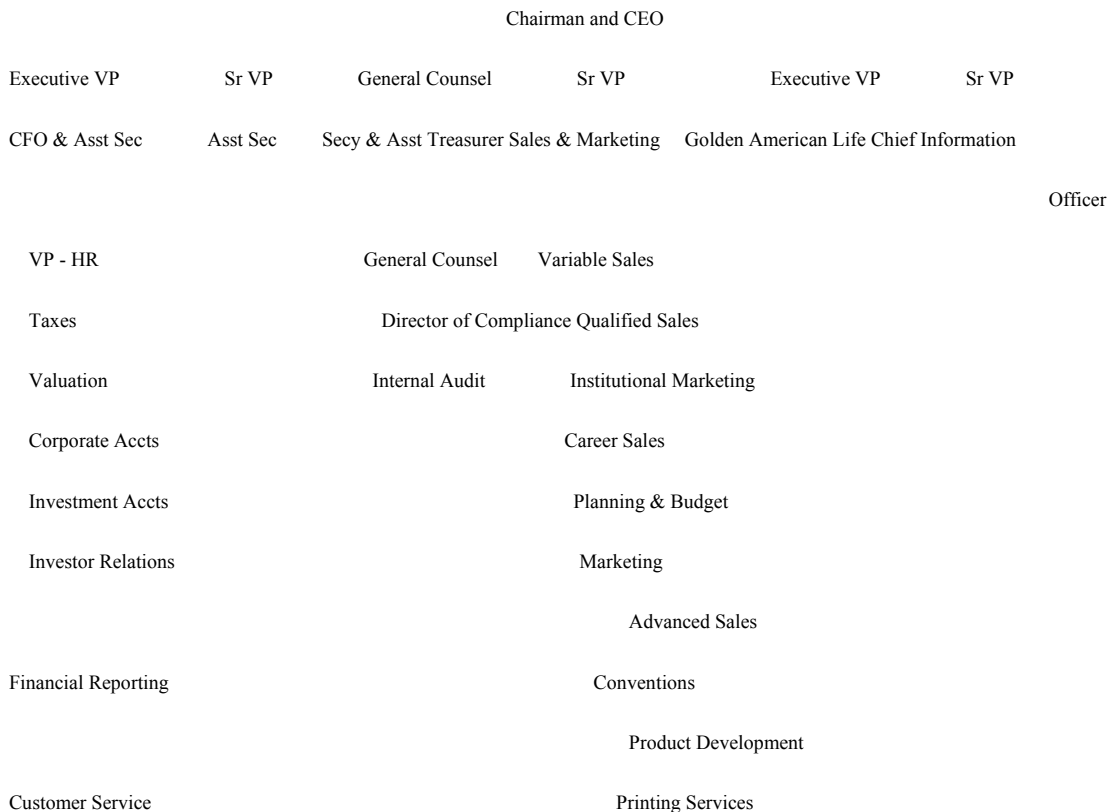 Chairman and CEO
Executive VP Sr VP General Counsel Sr VP Executive VP Sr VP
CFO & Asst Sec Asst Sec Secy & Asst Treasurer Sales & Marketing Golden American Life Chief Information
Officer
VP - HR General Counsel Variable Sales
Taxes Director of Compliance Qualified Sales
Valuation Internal Audit Institutional Marketing
Corporate Accts Career Sales
Investment Accts Planning & Budget
Investor Relations Marketing
Advanced Sales
Financial Reporting Conventions
Product Development
Customer Service Printing Services